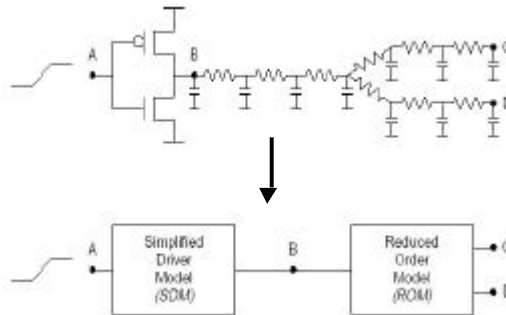 A
B
C
D
A
Simplified
Driver
Model
(SDM)
B
Reduced
Order
Model
(ROM)
C
D